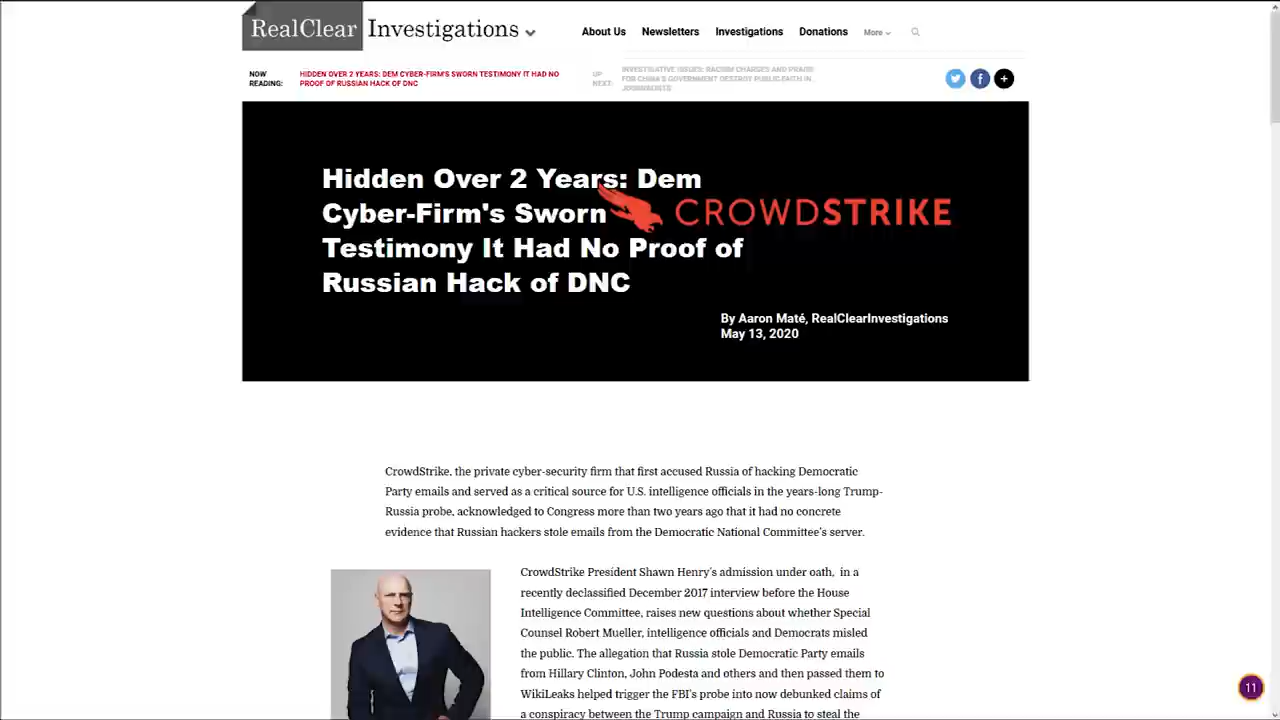 RealClear Investigations
About Us Newsletters Investigations Donations More
NOW READING:
HIDDEN OVER 2 YEARS: DEM CYBER-FIRM'S SWORN TESTIMONY IT HAD NO
PROOF OF RUSSIAN HACK OF DNC
UP NEXT:
INVESTIGATIVE ISSUES: RACISM CHARGES AND PRAISE
FOR CHINA'S GOVERNMENT DESTROY PUBLIC FAITH IN
JOURNALISTS
Hidden Over 2 Years: Dem
Cyber-Firm's Sworn
Testimony It Had No Proof of
Russian Hack of DNC
CROWDSTRIKE
By Aaron Maté, RealClearInvestigations
May 13, 2020
CrowdStrike, the private cyber-security firm that first accused Russia of hacking Democratic
Party emails and served as a critical source for U.S. intelligence officials in the years-long Trump-
Russia probe, acknowledged to Congress more than two years ago that it had no concrete
evidence that Russian hackers stole emails from the Democratic National Committee's server.
CrowdStrike President Shawn Henry's admission under oath, in a
recently declassified December 2017 interview before the House
Intelligence Committee, raises new questions about whether Special
Counsel Robert Mueller, intelligence officials and Democrats misled
the public. The allegation that Russia stole Democratic Party emails
from Hillary Clinton, John Podesta and others and then passed them to
WikiLeaks helped trigger the FBI's probe into now debunked claims of
a conspiracy between the Trump campaign and Russia to steal the
11